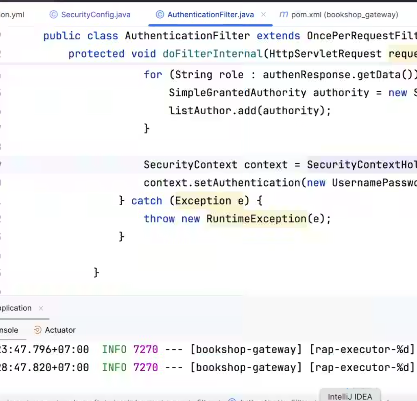 on.yml SecurityConfig.java AuthenticationFilter.java pom.xml (bookshop_gateway)
public class AuthenticationFilter extends OncePerRequestFilt
protected void doFilterInternal(HttpServletRequest reque
for (String role : authenResponse.getData())
SimpleGrantedAuthority authority = new S
listAuthor.add(authority);
}
SecurityContext context = SecurityContextHol
context.setAuthentication(new UsernamePasswo
} catch (Exception e) {
throw new RuntimeException(e);
}
}
plication
nsole Actuator
3:47.796+07:00 INFO 7270 --- [bookshop-gateway] [rap-executor-%d]
8:47.820+07:00 INFO 7270 --- [bookshop-gateway] [rap-executor-%d]
IntelliJ IDEA